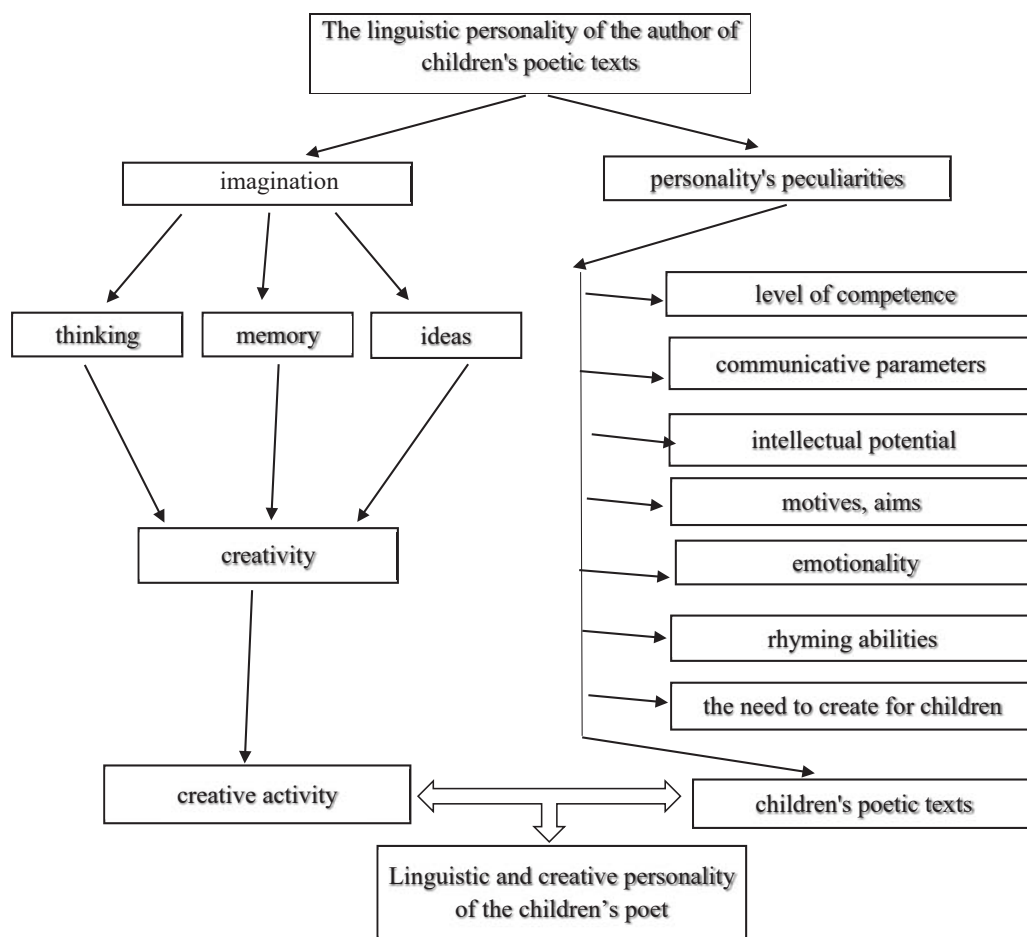 The linguistic personality of the author of
children's poetic texts
imagination
personality's peculiarities
level of competence
thinking
memory
ideas
communicative parameters
intellectual potential
motives, aims
creativity
emotionality
rhyming abilities
the need to create for children
creative activity
children's poetic texts
Linguistic and creative personality
of the children’s poet